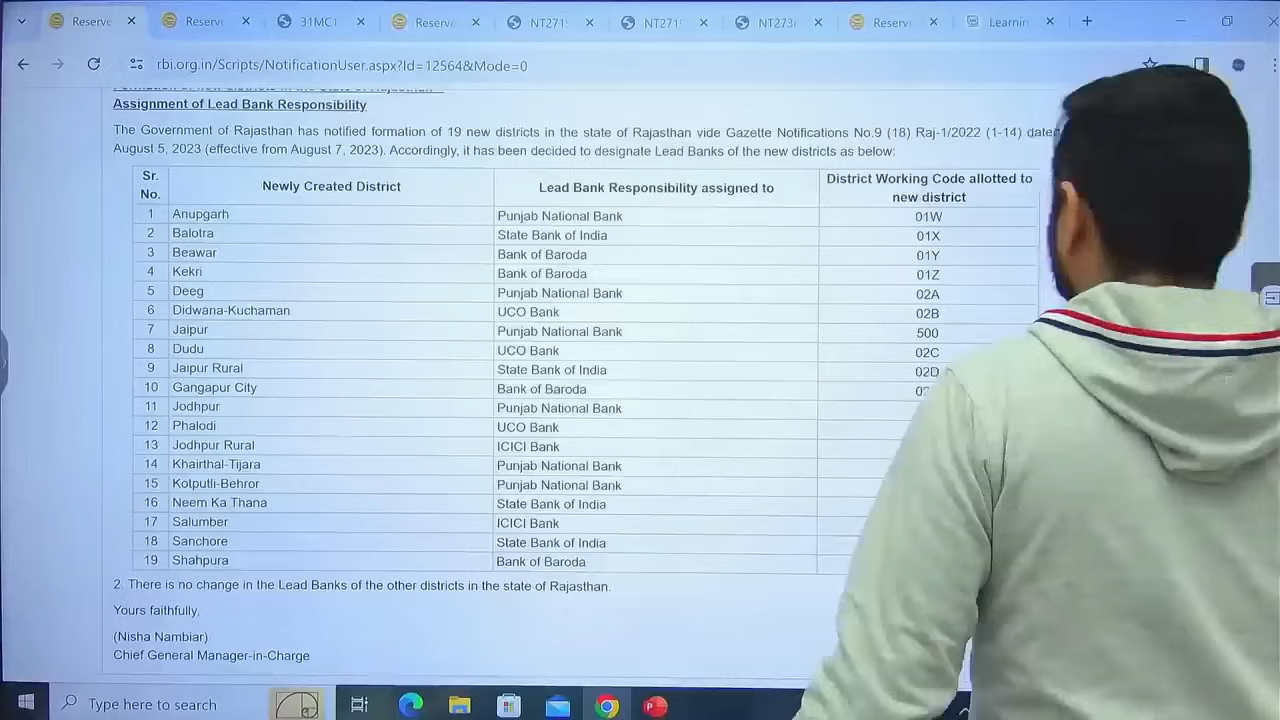 Reserve
Reserve
31MC1
Reserve
NT271
NT271
NT273
Reserve
Learnin
rbi.org.in/Scripts/NotificationUser.aspx?Id=12564&Mode=0
Assignment of Lead Bank Responsibility
The Government of Rajasthan has notified formation of 19 new districts in the state of Rajasthan vide Gazette Notifications No.9 (18) Raj-1/2022 (1-14) date
August 5, 2023 (effective from August 7, 2023). Accordingly, it has been decided to designate Lead Banks of the new districts as below:
Sr. No. Newly Created District Lead Bank Responsibility assigned to District Working Code allotted to new district
1 Anupgarh Punjab National Bank 01W
2 Balotra State Bank of India 01X
3 Beawar Bank of Baroda 01Y
4 Kekri Bank of Baroda 01Z
5 Deeg Punjab National Bank 02A
6 Didwana-Kuchaman UCO Bank 02B
7 Jaipur Punjab National Bank 500
8 Dudu UCO Bank 02C
9 Jaipur Rural State Bank of India 02D
10 Gangapur City Bank of Baroda 02
11 Jodhpur Punjab National Bank
12 Phalodi UCO Bank
13 Jodhpur Rural ICICI Bank
14 Khairthal-Tijara Punjab National Bank
15 Kotputli-Behror Punjab National Bank
16 Neem Ka Thana State Bank of India
17 Salumber ICICI Bank
18 Sanchore State Bank of India
19 Shahpura Bank of Baroda
2. There is no change in the Lead Banks of the other districts in the state of Rajasthan.
Yours faithfully,
(Nisha Nambiar)
Chief General Manager-in-Charge
Type here to search